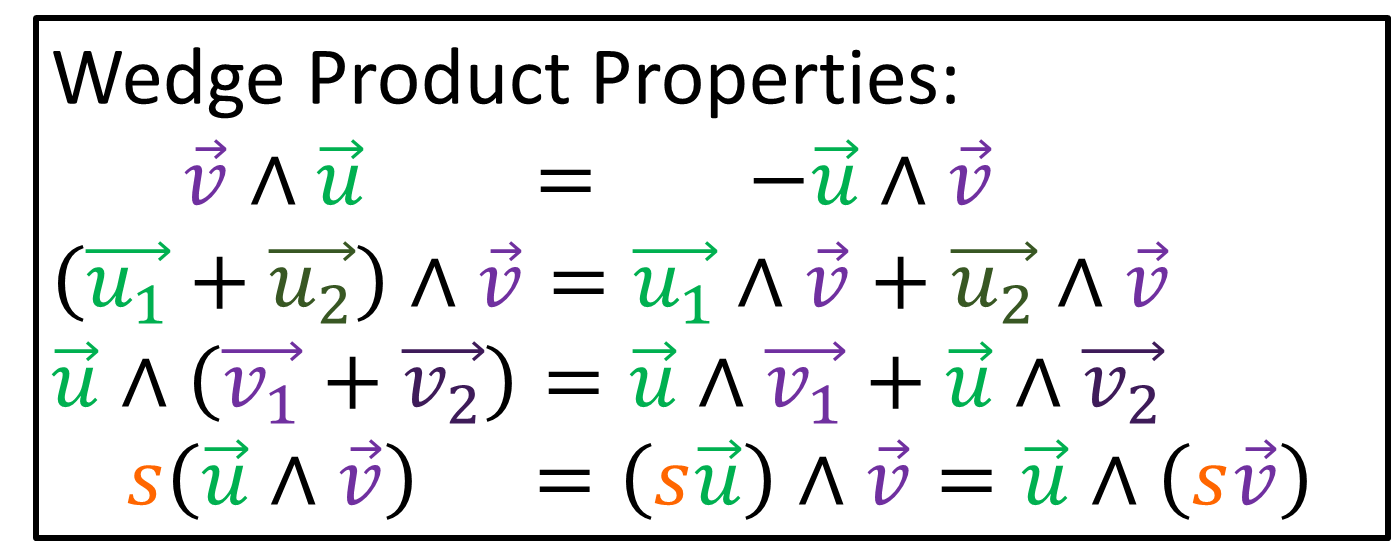 Wedge Product Properties:
v⃗ ∧ u⃗ = −u⃗ ∧ v⃗
(u₁⃗ + u₂⃗) ∧ v⃗ = u₁⃗ ∧ v⃗ + u₂⃗ ∧ v⃗
u⃗ ∧ (v₁⃗ + v₂⃗) = u⃗ ∧ v₁⃗ + u⃗ ∧ v₂⃗
s(u⃗ ∧ v⃗) = (su⃗) ∧ v⃗ = u⃗ ∧ (sv⃗)